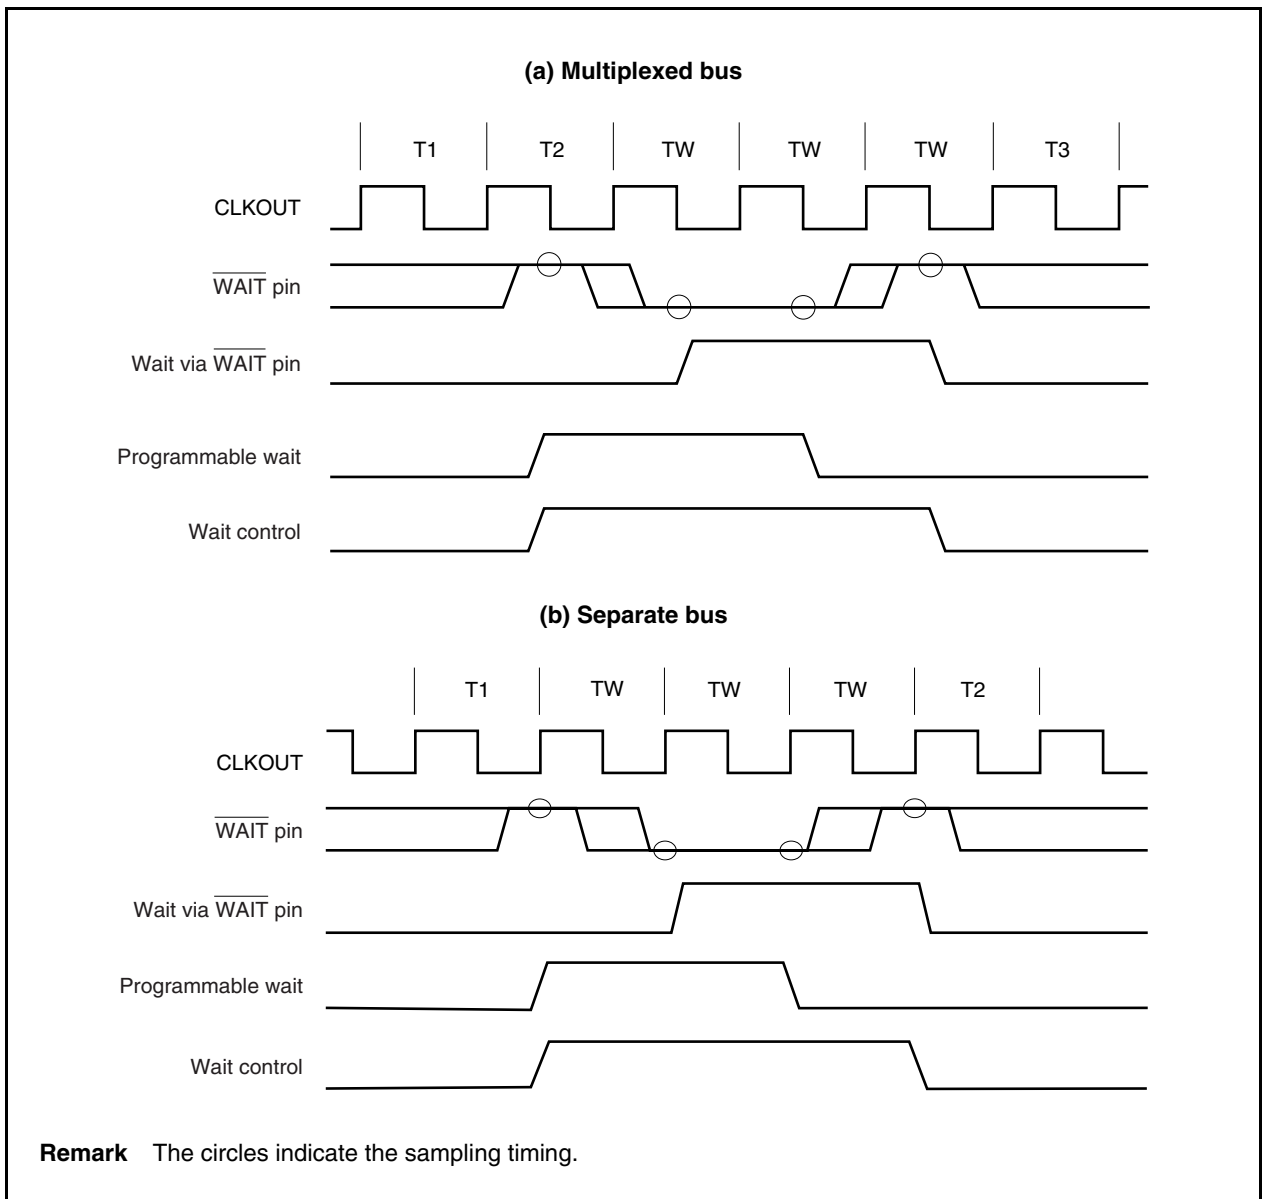 (a) Multiplexed bus
T1 T2 TW TW TW T3
CLKOUT
WAIT pin
Wait via WAIT pin
Programmable wait
Wait control
(b) Separate bus
T1 TW TW TW T2
CLKOUT
WAIT pin
Wait via WAIT pin
Programmable wait
Wait control
Remark The circles indicate the sampling timing.